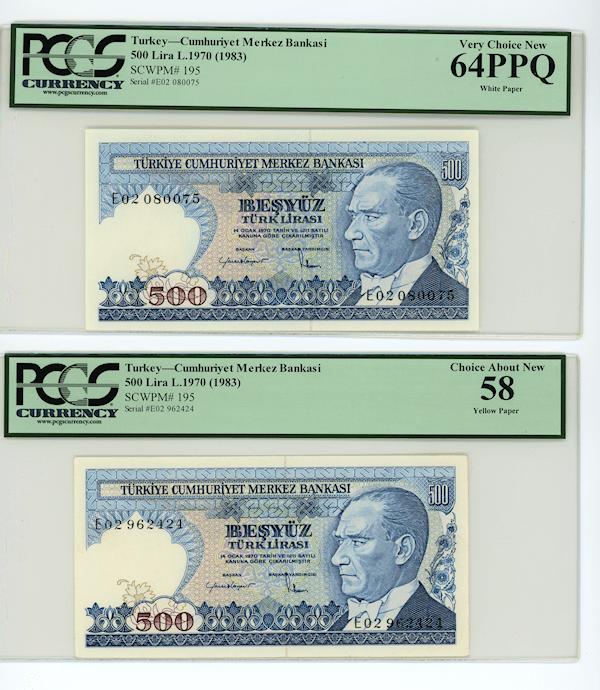 PCGS
CURRENCY
www.pcgscurrency.com
Turkey—Cumhuriyet Merkez Bankasi
500 Lira L.1970 (1983)
SCWPM# 195
Serial #E02 080075
Very Choice New
64PPQ
White Paper
TÜRKİYE CUMHURİYET MERKEZ BANKASI
500
E02 080075
BEŞYÜZ
TÜRK LİRASI
14 OCAK 1970 TARİH VE 1211 SAYILI
KANUNA GÖRE ÇIKARILMIŞTIR
BAŞKAN BAŞKAN YARDIMCISI
500
E02 080075
PCGS
CURRENCY
www.pcgscurrency.com
Turkey—Cumhuriyet Merkez Bankasi
500 Lira L.1970 (1983)
SCWPM# 195
Serial #E02 962424
Choice About New
58
Yellow Paper
TÜRKİYE CUMHURİYET MERKEZ BANKASI
500
E02 962424
BEŞYÜZ
TÜRK LİRASI
14 OCAK 1970 TARİH VE 1211 SAYILI
KANUNA GÖRE ÇIKARILMIŞTIR
BAŞKAN BAŞKAN YARDIMCISI
500
E02 962424